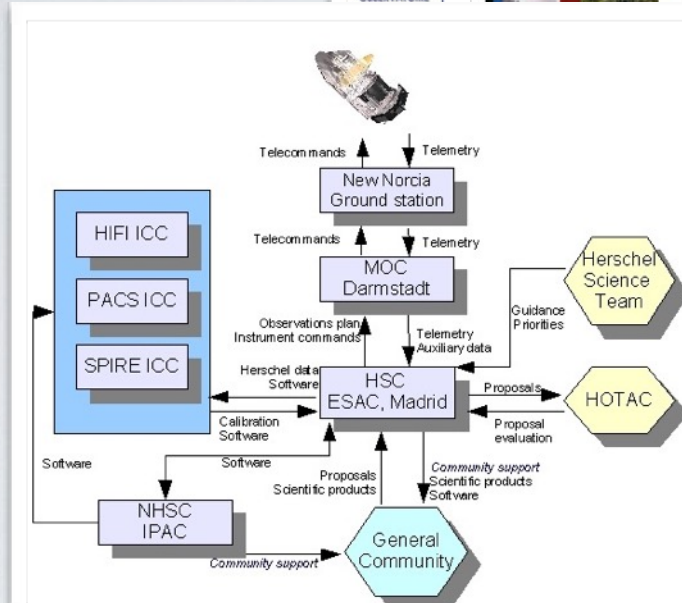 Telecommands
Telemetry
New Norcia
Ground station
Telecommands
Telemetry
HIFI ICC
PACS ICC
SPIRE ICC
MOC
Darmstadt
Herschel
Science
Team
Guidance
Priorities
Observations plan
Instrument commands
Telemetry
Auxiliary data
Herschel data
Software
HSC
ESAC, Madrid
Proposals
HOTAC
Proposal
evaluation
Calibration
Software
Software
Software
Proposals
Scientific products
Community support
Scientific products
Software
NHSC
IPAC
Community support
General
Community